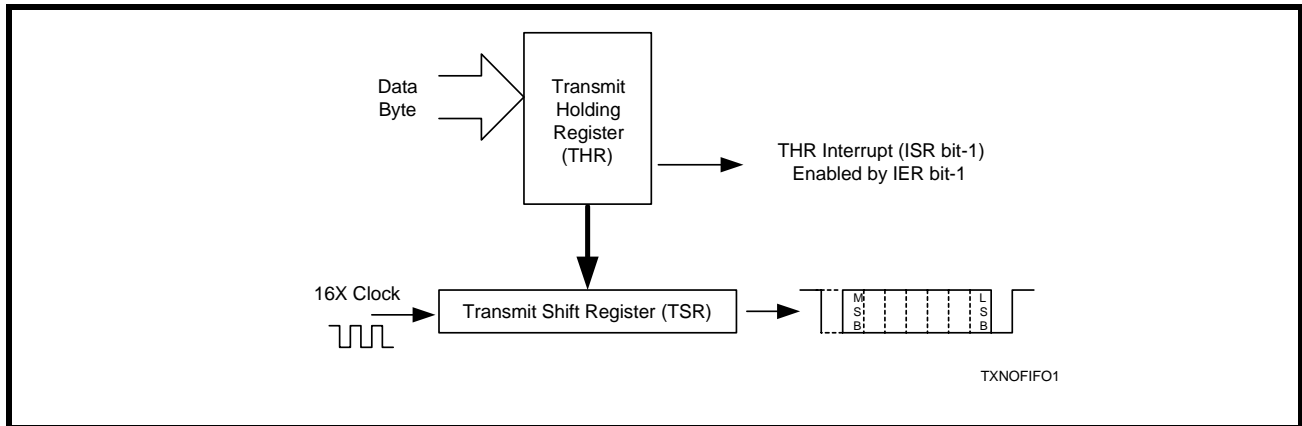 Data
Byte
Transmit
Holding
Register
(THR)
THR Interrupt (ISR bit-1)
Enabled by IER bit-1
16X Clock
Transmit Shift Register (TSR)
M
S
B
L
S
B
TXNOFIFO1